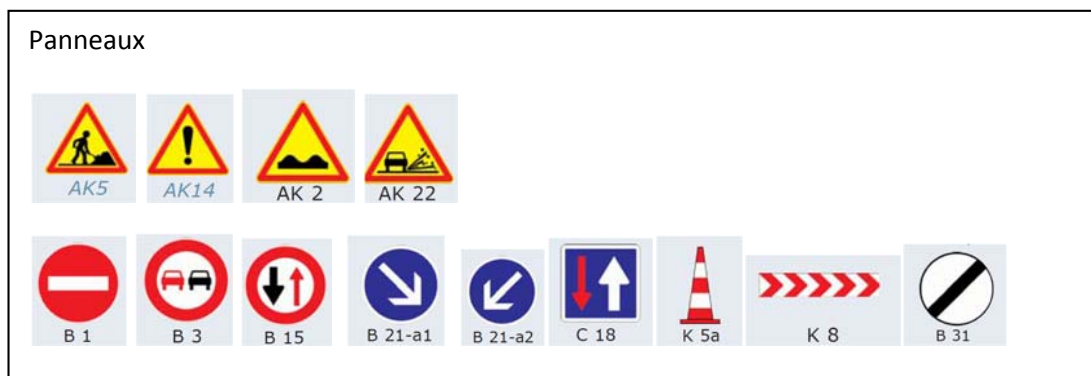 Panneaux
AK5 AK14 AK 2 AK 22
B 1 B 3 B 15 B 21-a1 B 21-a2 C 18 K 5a K 8 B 31